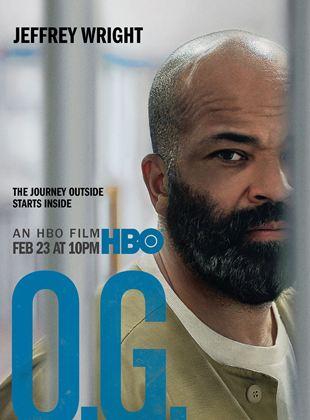 JEFFREY WRIGHT
THE JOURNEY OUTSIDE
STARTS INSIDE
AN HBO FILM
FEB 23 AT 10PM HBO
O.G.